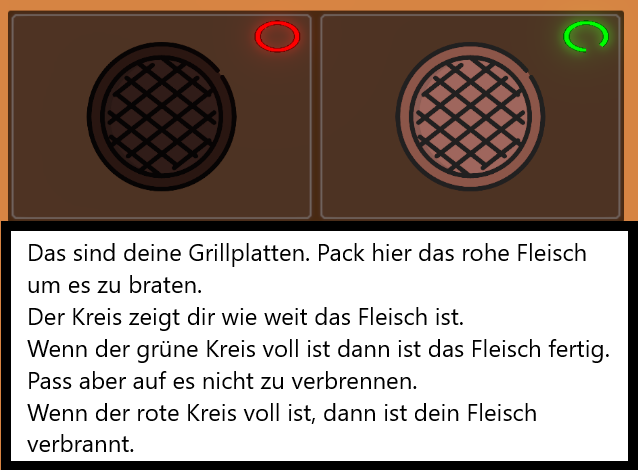 Das sind deine Grillplatten. Pack hier das rohe Fleisch
um es zu braten.
Der Kreis zeigt dir wie weit das Fleisch ist.
Wenn der grüne Kreis voll ist dann ist das Fleisch fertig.
Pass aber auf es nicht zu verbrennen.
Wenn der rote Kreis voll ist, dann ist dein Fleisch
verbrannt.